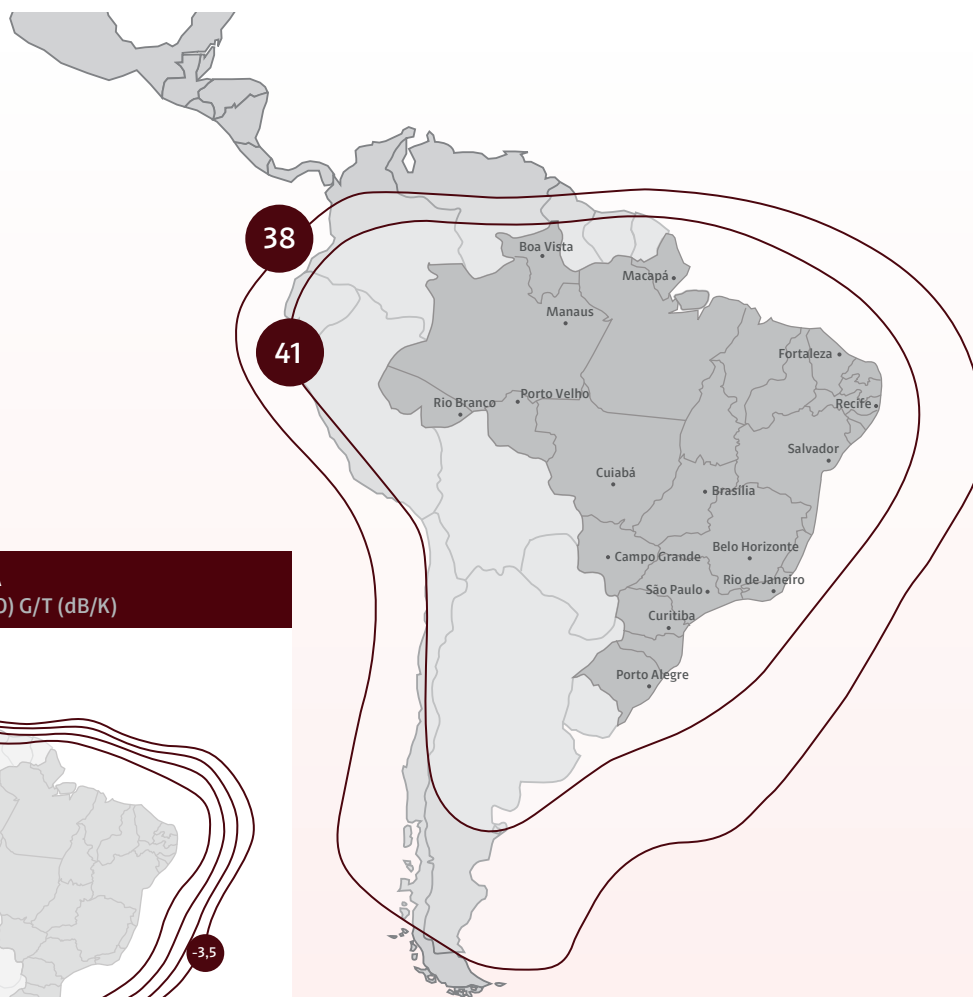 38
Boa Vista
Macapá
Manaus
41
Fortaleza
Porto Velho
Rio Branco
Recife
Salvador
Cuiabá
Brasília
Belo Horizonte
Campo Grande
Rio de Janeiro
São Paulo
G/T (dB/K)
Curitiba
Porto Alegre
-3,5